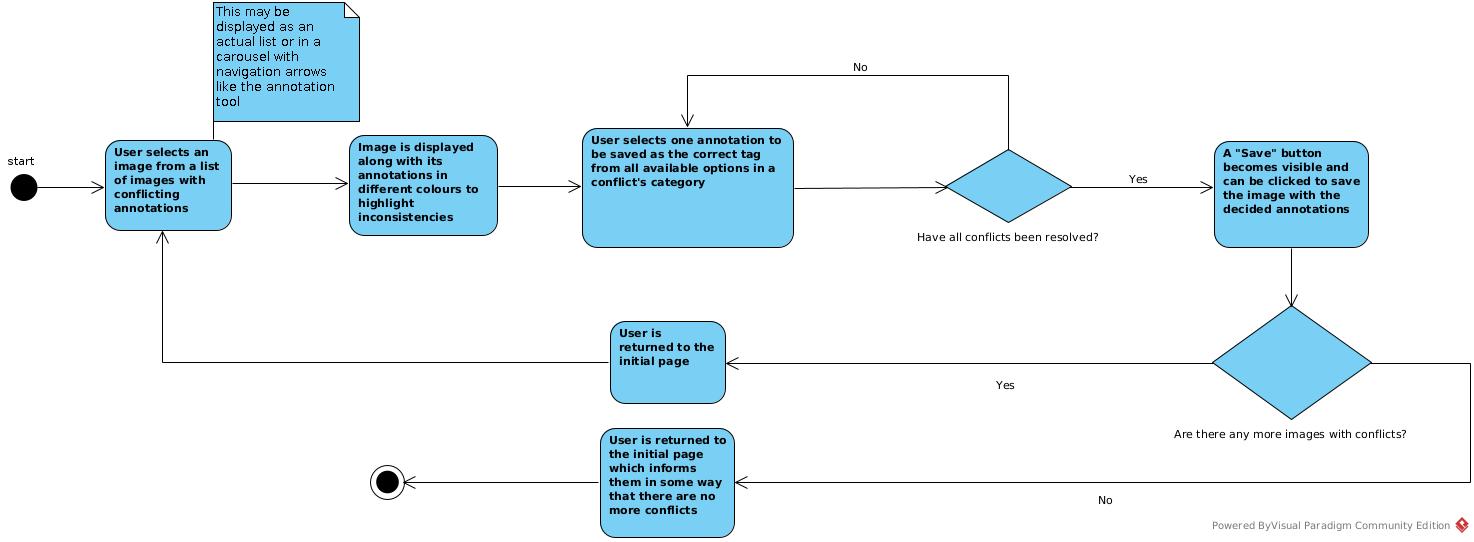 This may be
displayed as an
actual list or in a
carousel with
navigation arrows
like the annotation
tool
start
User selects an
image from a list
of images with
conflicting
annotations
Image is displayed
along with its
annotations in
different colours to
highlight
inconsistencies
User selects one annotation to
be saved as the correct tag
from all available options in a
conflict's category
No
Have all conflicts been resolved?
Yes
A "Save" button
becomes visible and
can be clicked to save
the image with the
decided annotations
Are there any more images with conflicts?
Yes
User is
returned to the
initial page
No
User is returned to
the initial page
which informs
them in some way
that there are no
more conflicts
Powered ByVisual Paradigm Community Edition